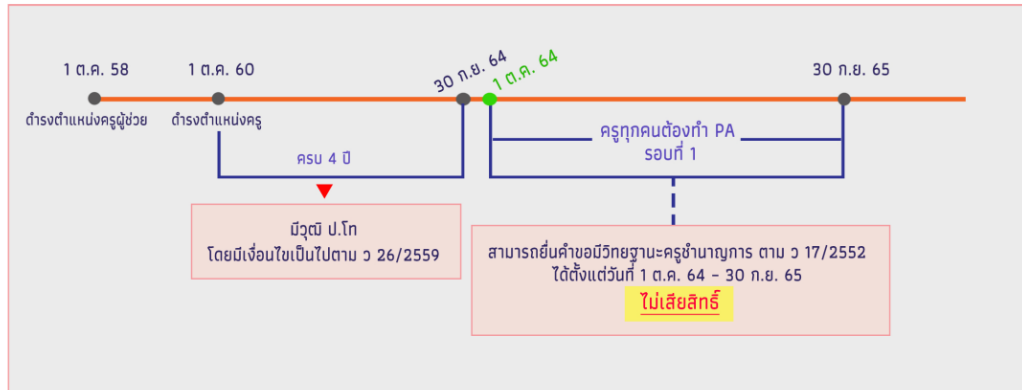 1 ต.ค. 58
1 ต.ค. 60
30 ก.ย. 64
1 ต.ค. 64
30 ก.ย. 65
ดำรงตำแหน่งครูผู้ช่วย
ดำรงตำแหน่งครู
ครบ 4 ปี
ครูทุกคนต้องทำ PA
รอบที่ 1
มีวุฒิ ป.โท
โดยมีเงื่อนไขเป็นไปตาม ว 26/2559
สามารถยื่นคำขอมีวิทยฐานะครูชำนาญการ ตาม ว 17/2552
ได้ตั้งแต่วันที่ 1 ต.ค. 64 - 30 ก.ย. 65
ไม่เสียสิทธิ์